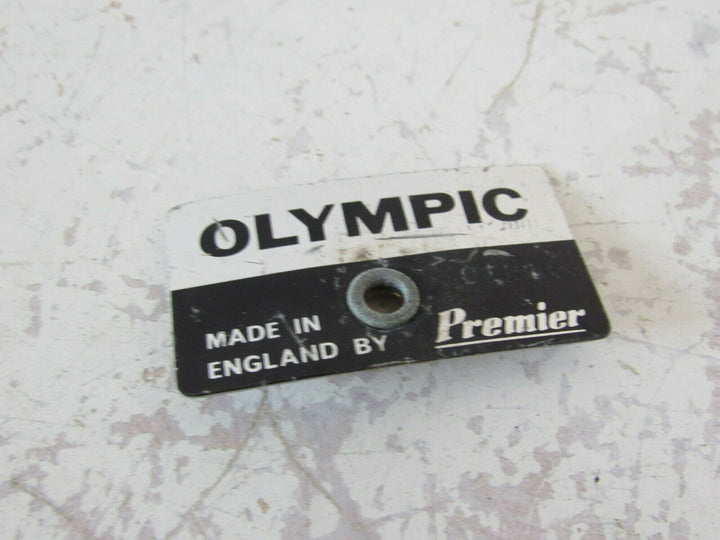 OLYMPIC
MADE IN
ENGLAND BY Premier